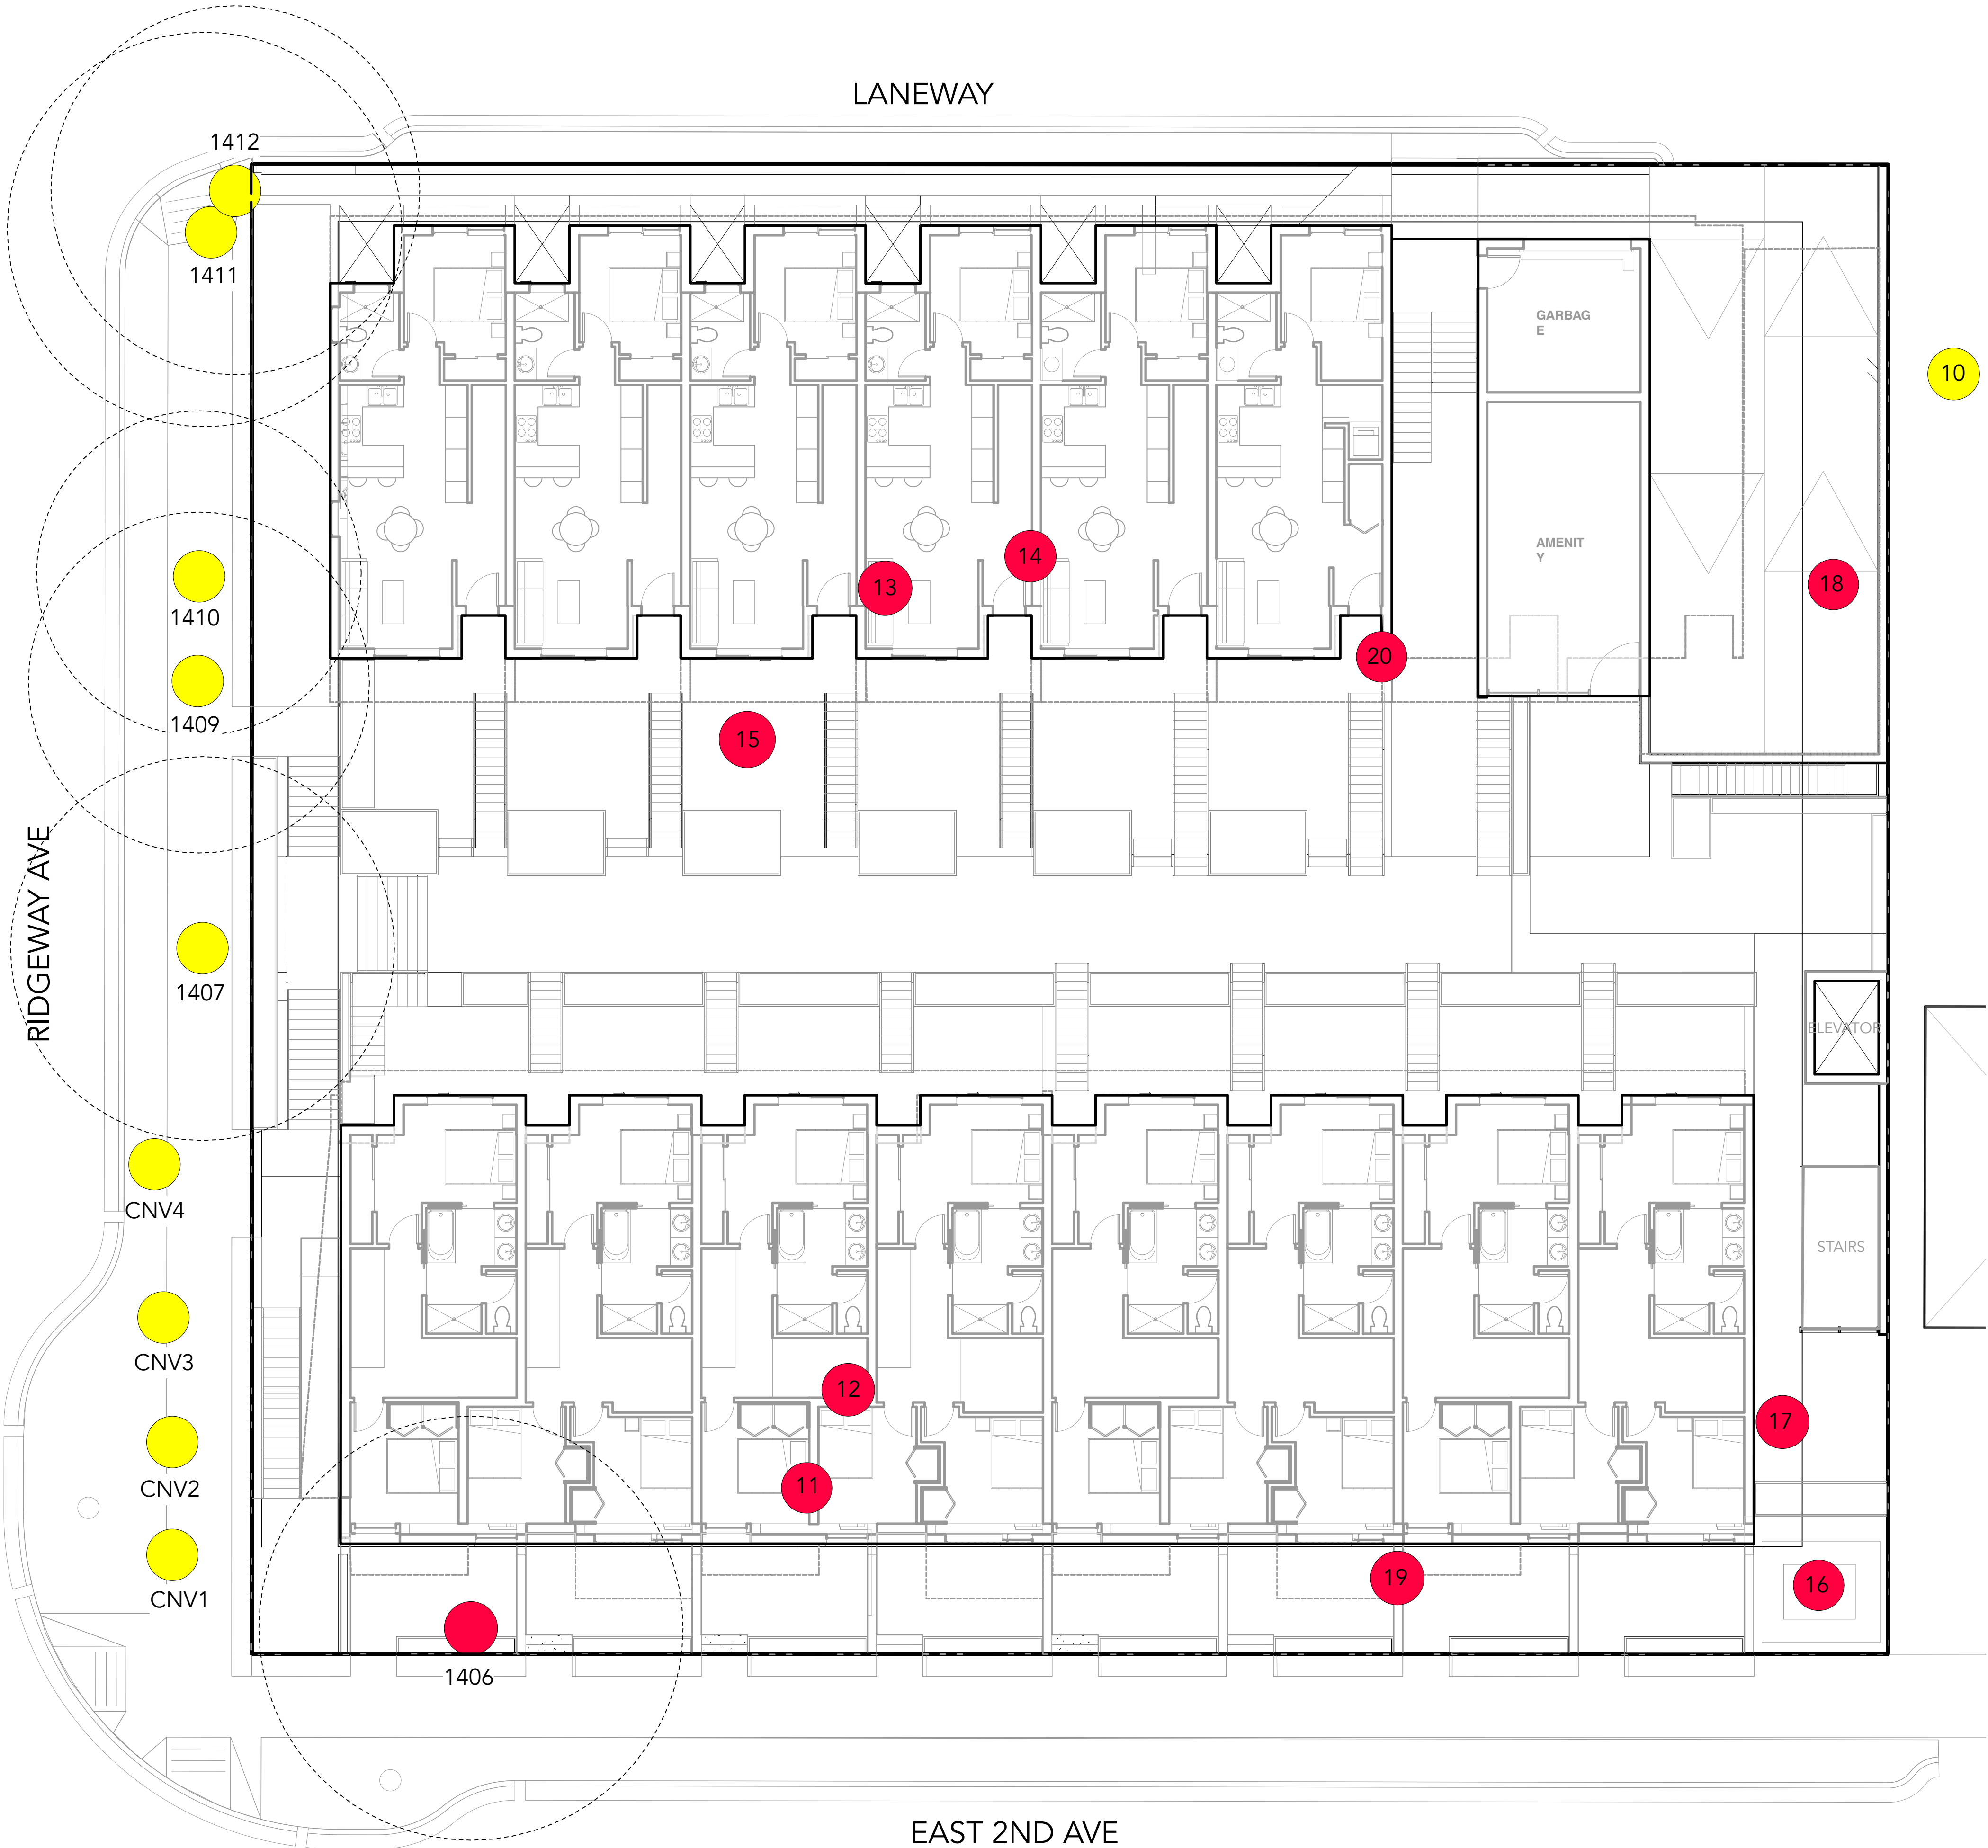 LANEWAY
1412
1411
GARBAG
E
10
AMENIT
Y
14
13
18
1410
20
1409
15
RIDGEWAY AVE
1407
ELEVATOR
CNV4
STAIRS
CNV3
12
17
CNV2
11
CNV1
19
16
1406
EAST 2ND AVE